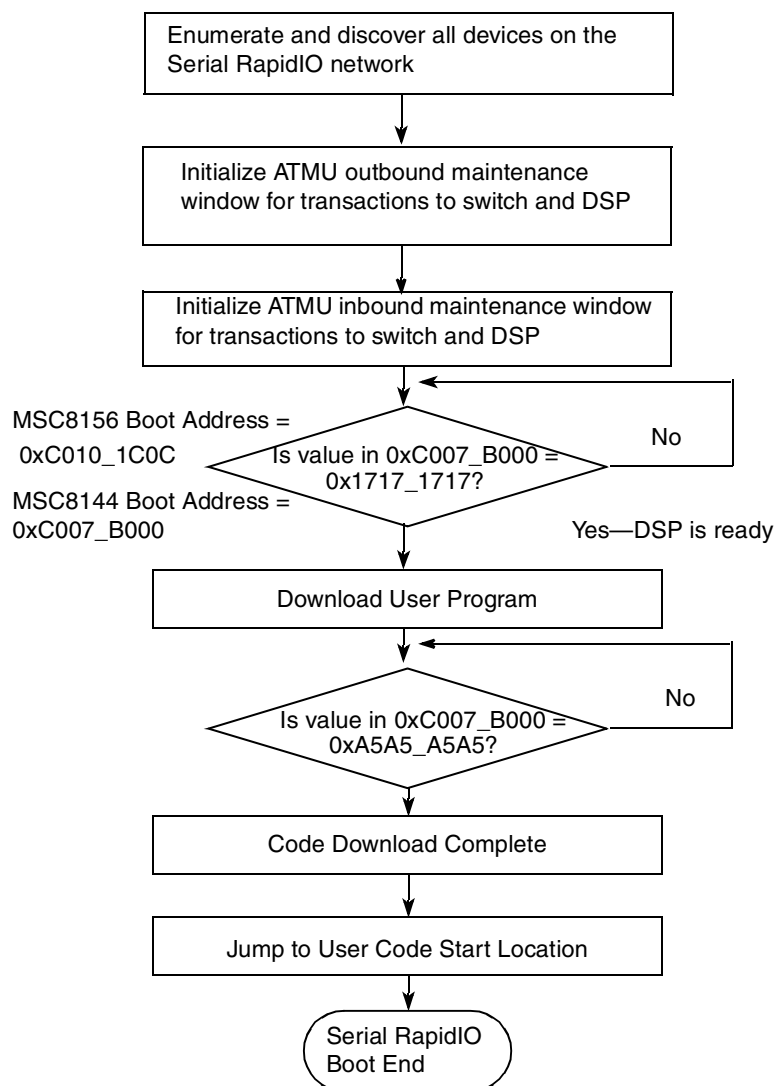 Enumerate and discover all devices on the
Serial RapidIO network
Initialize ATMU outbound maintenance
window for transactions to switch and DSP
Initialize ATMU inbound maintenance window
for transactions to switch and DSP
MSC8156 Boot Address =
0xC010_1C0C
MSC8144 Boot Address =
0xC007_B000
Is value in 0xC007_B000 =
0x1717_1717?
No
Yes—DSP is ready
Download User Program
Is value in 0xC007_B000 =
0xA5A5_A5A5?
No
Code Download Complete
Jump to User Code Start Location
Serial RapidIO
Boot End